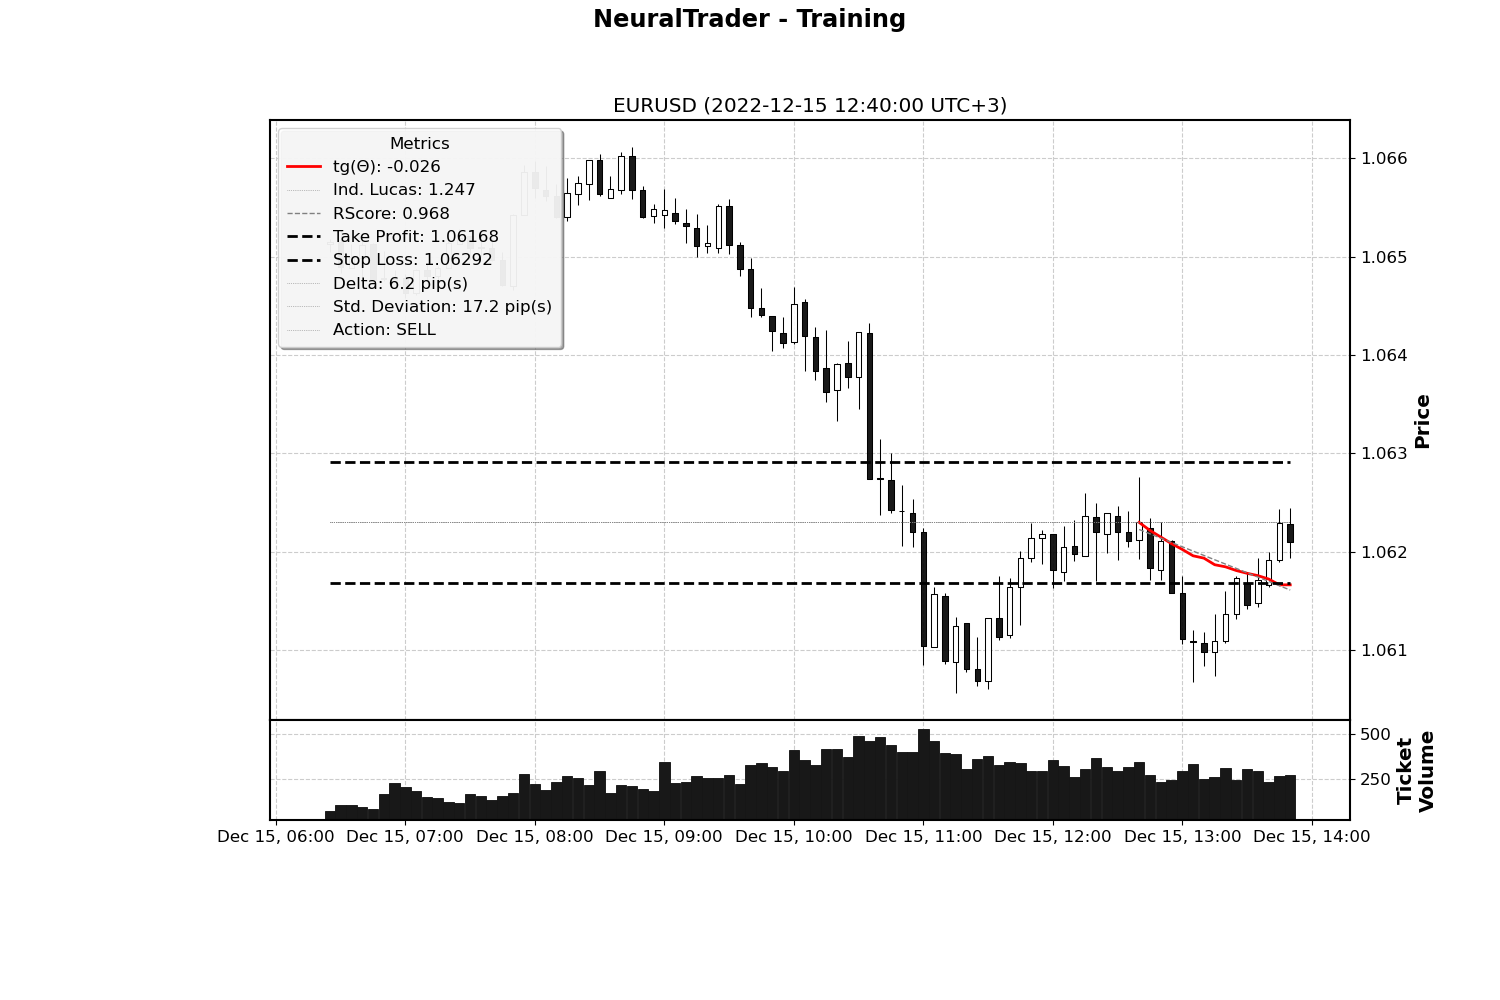 NeuralTrader - Training
EURUSD (2022-12-15 12:40:00 UTC+3)
Metrics
tg(Θ): -0.026
Ind. Lucas: 1.247
RScore: 0.968
Take Profit: 1.06168
Stop Loss: 1.06292
Delta: 6.2 pip(s)
Std. Deviation: 17.2 pip(s)
Action: SELL
1.066
1.065
1.064
1.063
1.062
1.061
Price
500
250
Ticket
Volume
Dec 15, 06:00 Dec 15, 07:00 Dec 15, 08:00 Dec 15, 09:00 Dec 15, 10:00 Dec 15, 11:00 Dec 15, 12:00 Dec 15, 13:00 Dec 15, 14:00